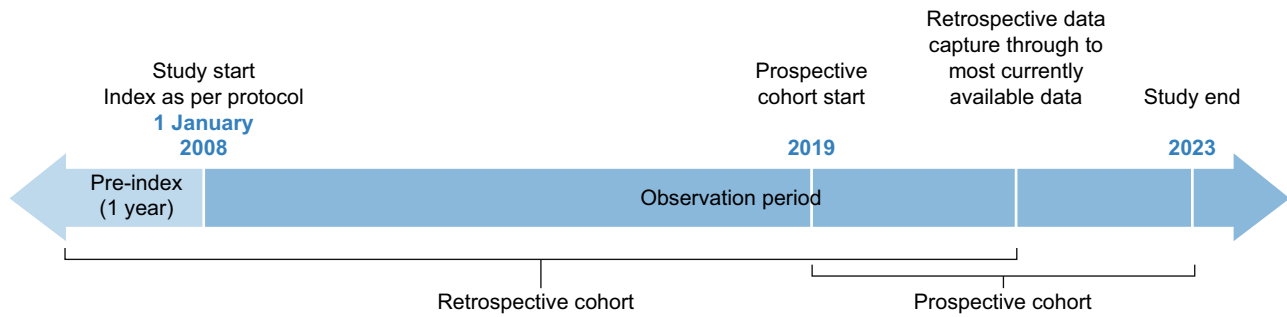 Study start
Index as per protocol
1 January
2008
Prospective
cohort start
2019
Retrospective data
capture through to
most currently
available data
Study end
2023
Pre-index
(1 year)
Observation period
Retrospective cohort
Prospective cohort